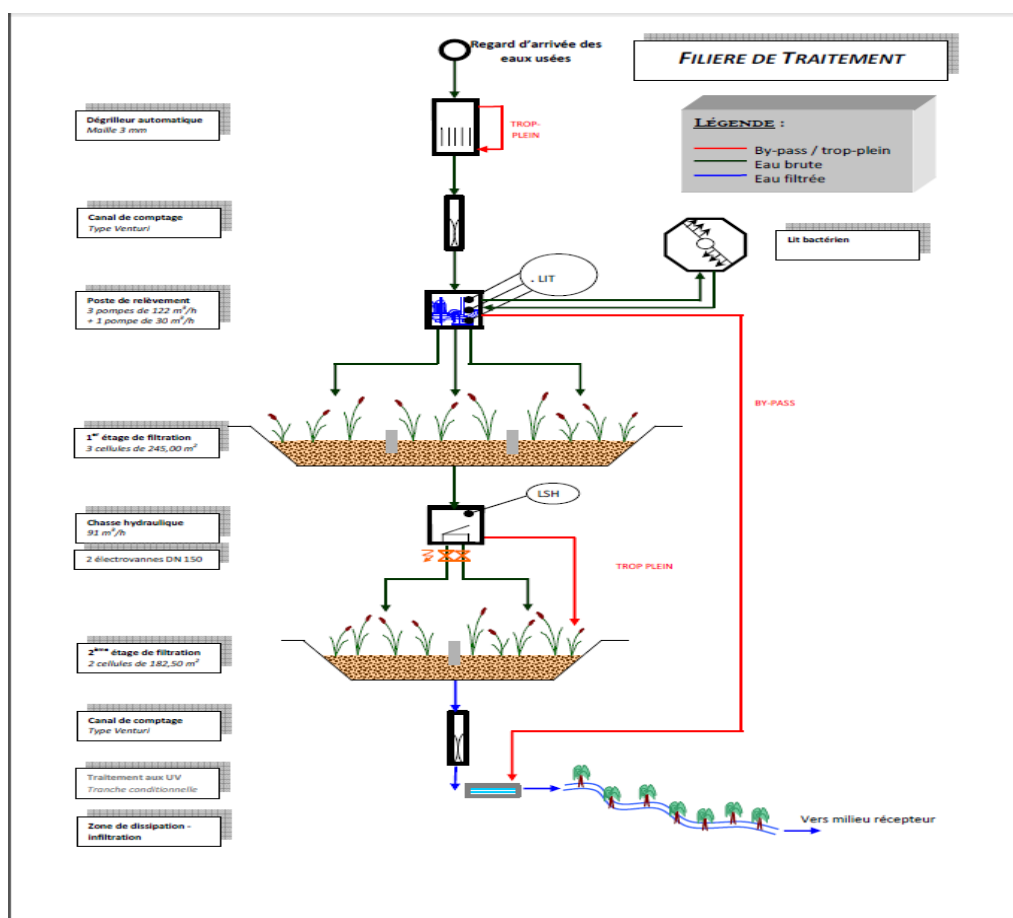 Regard d'arrivée des
eaux usées
FILIERE DE TRAITEMENT
Dégrilleur automatique
Maille 3 mm
TROP-
PLEIN
LÉGENDE :
By-pass / trop-plein
Eau brute
Eau filtrée
Canal de comptage
Type Venturi
Lit bactérien
. LIT
Poste de relèvement
3 pompes de 122 m³/h
+ 1 pompe de 30 m³/h
BY-PASS
1er étage de filtration
3 cellules de 245,00 m²
LSH
Chasse hydraulique
91 m³/h
2 électrovannes DN 150
TROP PLEIN
2ème étage de filtration
2 cellules de 182,50 m²
Canal de comptage
Type Venturi
Traitement aux UV
Tranche conditionnelle
Zone de dissipation -
infiltration
Vers milieu récepteur